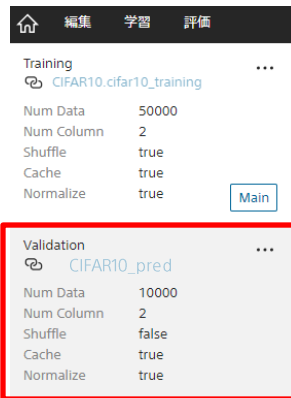 編集 学習 評価
Training
CIFAR10.cifar10_training
Num Data 50000
Num Column 2
Shuffle true
Cache true
Normalize true
Main
Validation
CIFAR10_pred
Num Data 10000
Num Column 2
Shuffle false
Cache true
Normalize true